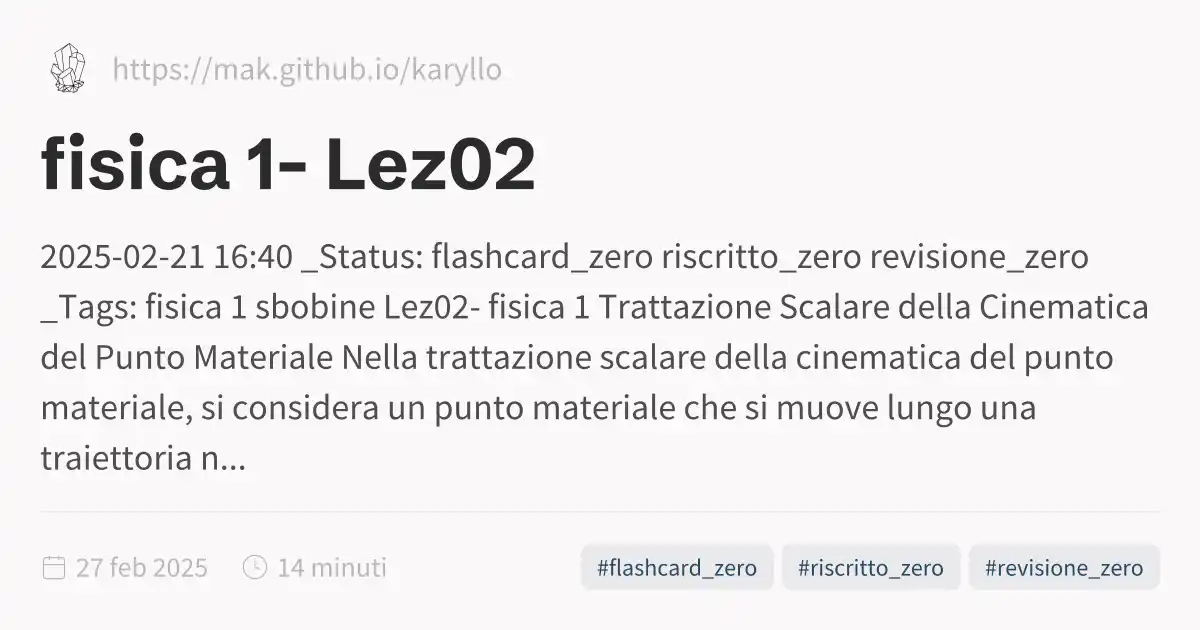 https://mak.github.io/karyllo
fisica 1- Lez02
2025-02-21 16:40 _Status: flashcard_zero riscritto_zero revisione_zero
_Tags: fisica 1 sbobine Lez02- fisica 1 Trattazione Scalare della Cinematica
del Punto Materiale Nella trattazione scalare della cinematica del punto
materiale, si considera un punto materiale che si muove lungo una
traiettoria n...
27 feb 2025 14 minuti #flashcard_zero #riscritto_zero #revisione_zero